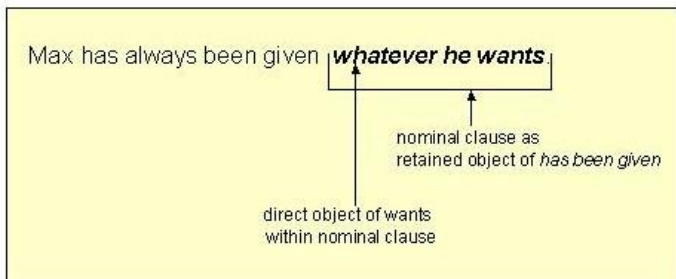 Max has always been given whatever he wants.
nominal clause as
retained object of has been given
direct object of wants
within nominal clause